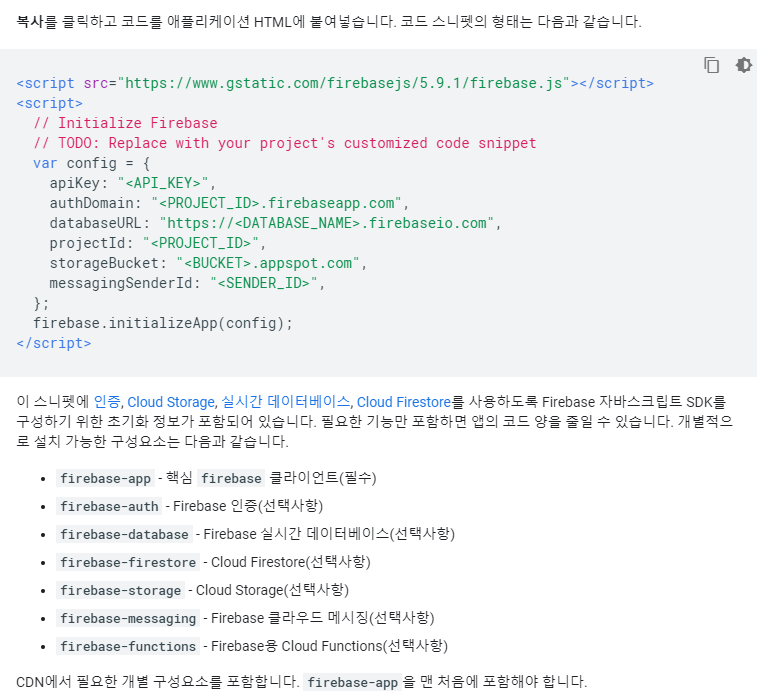 복사를 클릭하고 코드를 애플리케이션 HTML에 붙여넣습니다. 코드 스니펫의 형태는 다음과 같습니다.
<script src="https://www.gstatic.com/firebasejs/5.9.1/firebase.js"></script>
<script>
  // Initialize Firebase
  // TODO: Replace with your project's customized code snippet
  var config = {
    apiKey: "<API_KEY>",
    authDomain: "<PROJECT_ID>.firebaseapp.com",
    databaseURL: "https://<DATABASE_NAME>.firebaseio.com",
    projectId: "<PROJECT_ID>",
    storageBucket: "<BUCKET>.appspot.com",
    messagingSenderId: "<SENDER_ID>",
  };
  firebase.initializeApp(config);
</script>
이 스니펫에 인증, Cloud Storage, 실시간 데이터베이스, Cloud Firestore를 사용하도록 Firebase 자바스크립트 SDK를
구성하기 위한 초기화 정보가 포함되어 있습니다. 필요한 기능만 포함하면 앱의 코드 양을 줄일 수 있습니다. 개별적으
로 설치 가능한 구성요소는 다음과 같습니다.
• firebase-app - 핵심 firebase 클라이언트(필수)
• firebase-auth - Firebase 인증(선택사항)
• firebase-database - Firebase 실시간 데이터베이스(선택사항)
• firebase-firestore - Cloud Firestore(선택사항)
• firebase-storage - Cloud Storage(선택사항)
• firebase-messaging - Firebase 클라우드 메시징(선택사항)
• firebase-functions - Firebase용 Cloud Functions(선택사항)
CDN에서 필요한 개별 구성요소를 포함합니다. firebase-app을 맨 처음에 포함해야 합니다.